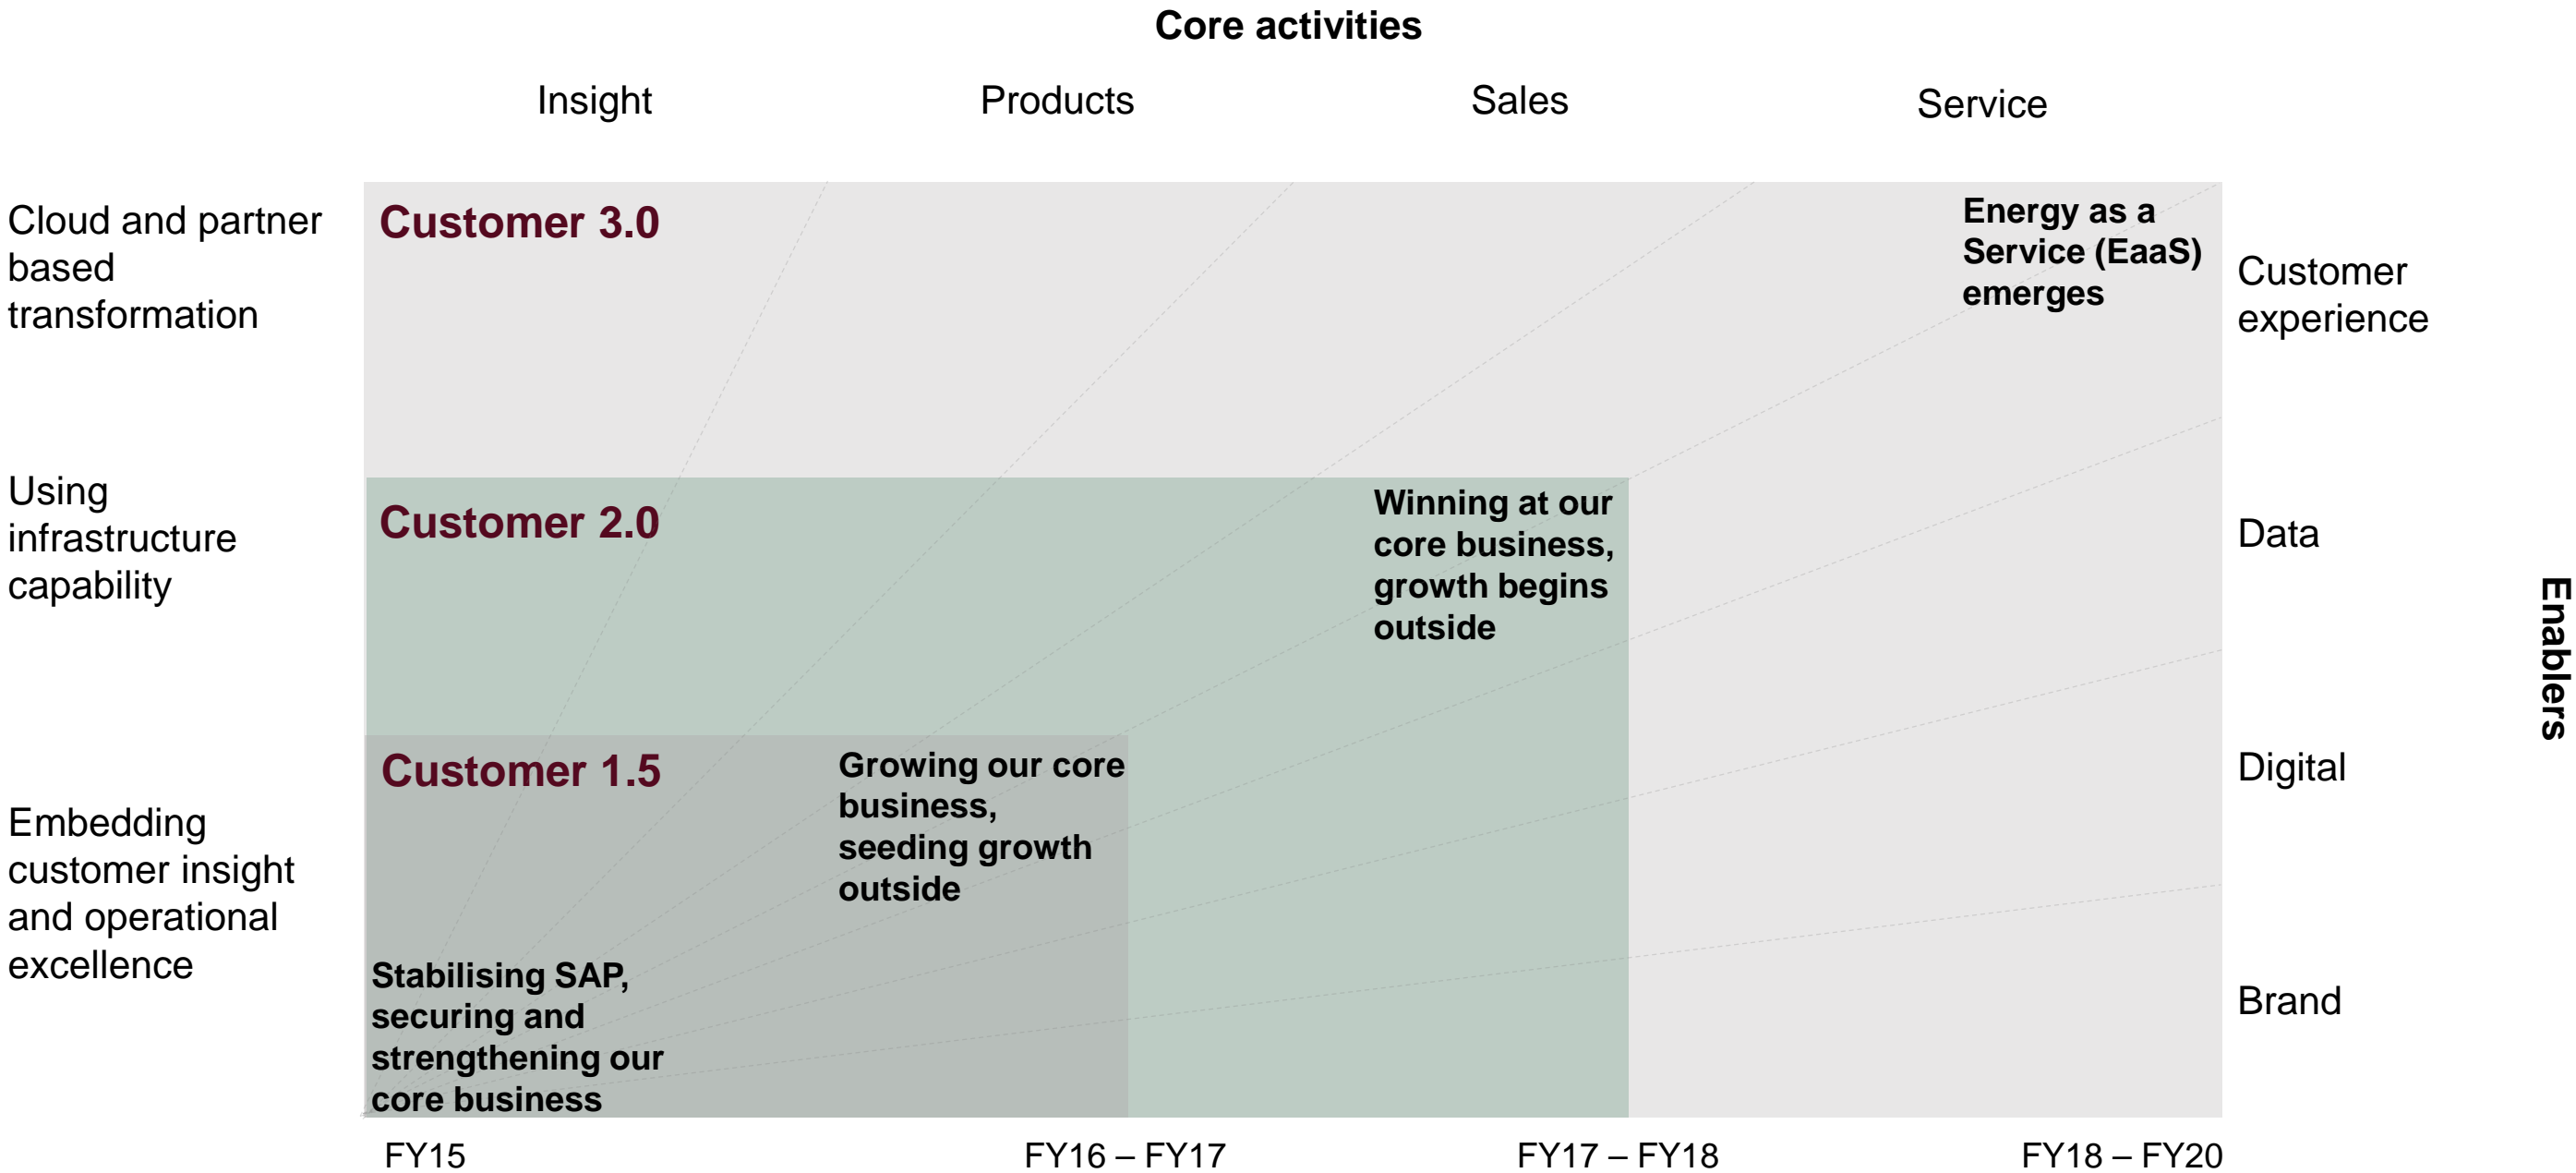 Core activities
Insight
Products
Sales
Service
Cloud and partner
based
transformation
Customer 3.0
Energy as a
Service (EaaS)
emerges
Customer
experience
Using
infrastructure
capability
Customer 2.0
Winning at our
core business,
growth begins
outside
Data
Enablers
Embedding
customer insight
and operational
excellence
Customer 1.5
Growing our core
business,
seeding growth
outside
Digital
Stabilising SAP,
securing and
strengthening our
core business
Brand
FY15
FY16 – FY17
FY17 – FY18
FY18 – FY20